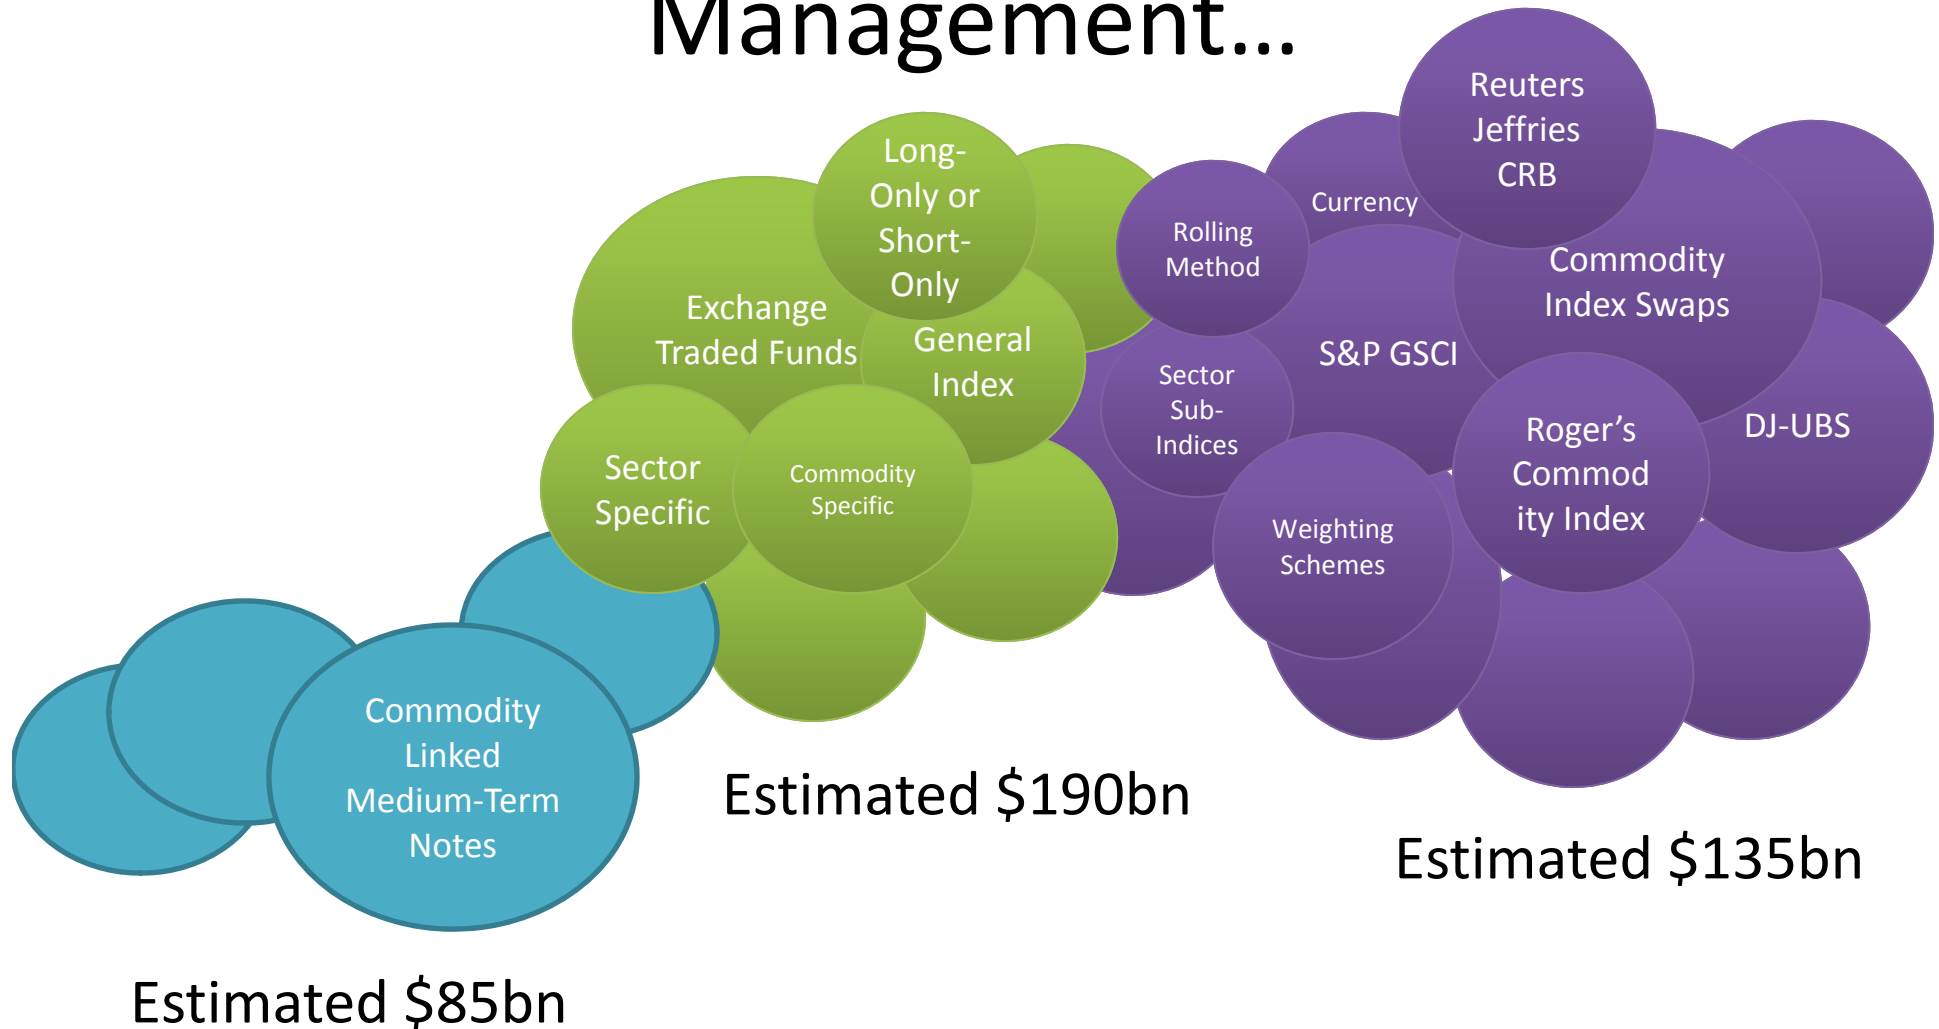 Management…
Reuters
Jeffries
CRB
Long-
Only or
Short-
Only
Currency
Rolling
Method
Commodity
Index Swaps
Exchange
Traded Funds
General
Index
S&P GSCI
Sector
Sub-
Indices
Roger’s
Commod
ity Index
DJ-UBS
Sector
Specific
Commodity
Specific
Weighting
Schemes
Commodity
Linked
Medium-Term
Notes
Estimated $190bn
Estimated $135bn
Estimated $85bn